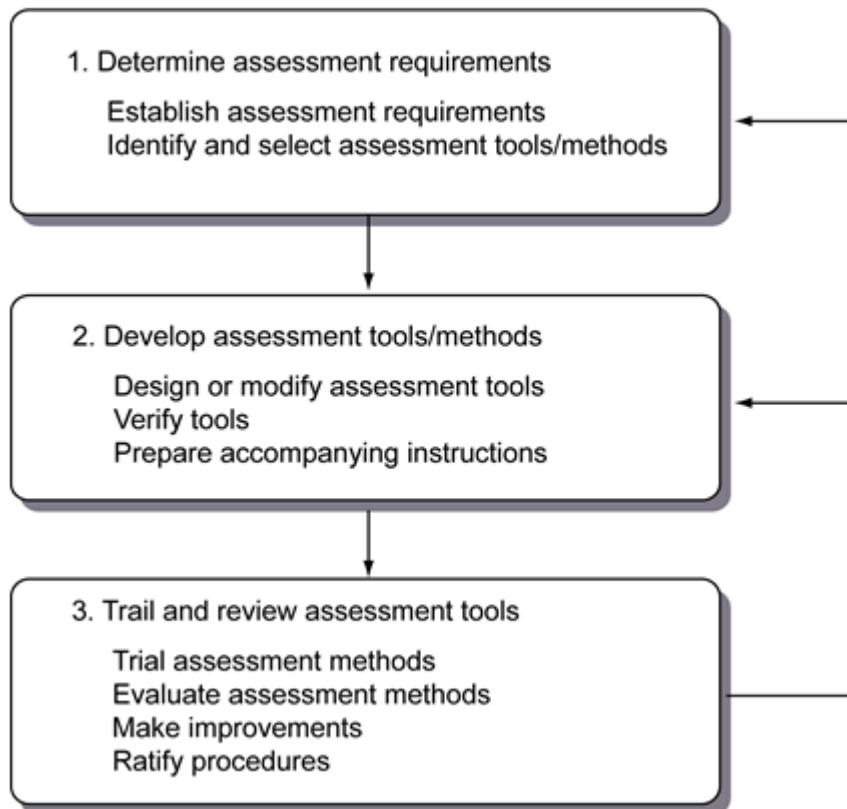 1. Determine assessment requirements
Establish assessment requirements
Identify and select assessment tools/methods
2. Develop assessment tools/methods
Design or modify assessment tools
Verify tools
Prepare accompanying instructions
3. Trail and review assessment tools
Trial assessment methods
Evaluate assessment methods
Make improvements
Ratify procedures